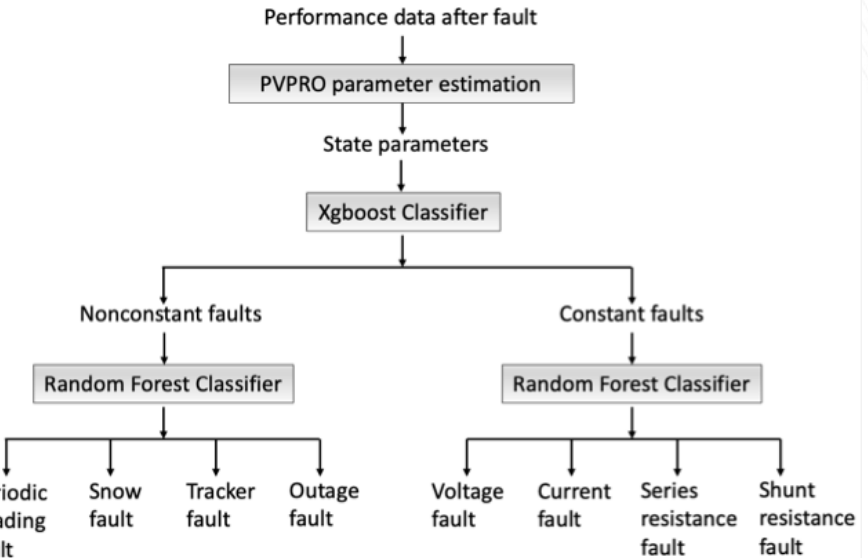 Performance data after fault
PVPRO parameter estimation
State parameters
Xgboost Classifier
Nonconstant faults
Constant faults
Random Forest Classifier
Random Forest Classifier
Snow
fault
Tracker
fault
Outage
fault
Voltage
fault
Current
fault
Series
resistance
fault
Shunt
resistance
fault